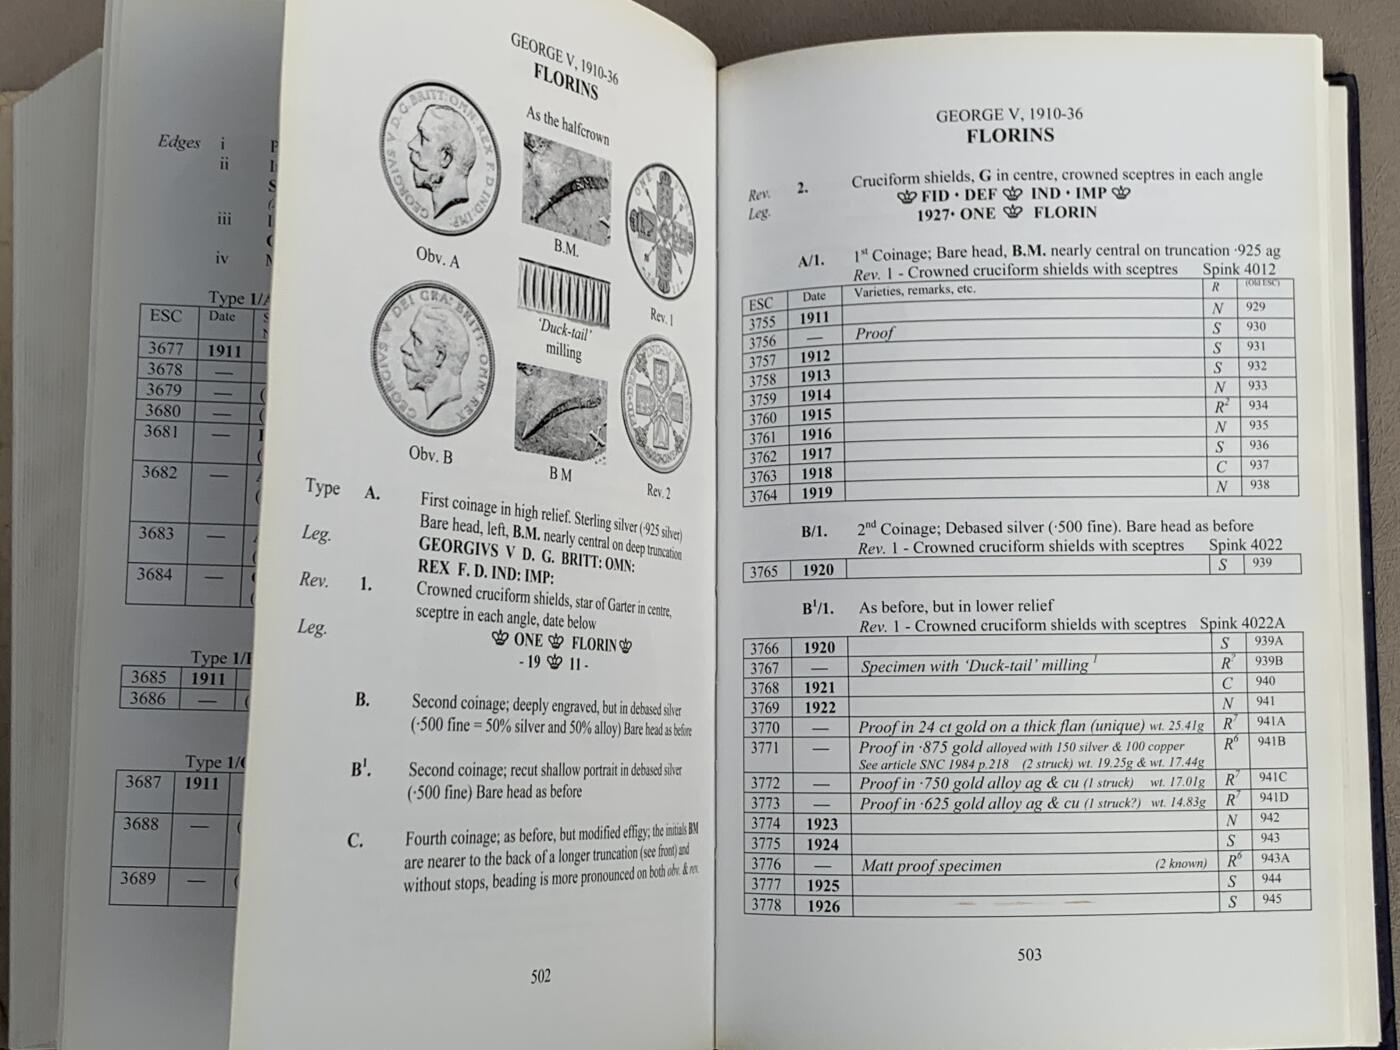 Edges i
ii
iii
iv
Type 1/A
ESC Date
3677 1911
3678 —
3679 —
3680 —
3681 —
3682 —
3683 —
3684 —
Type 1/
3685 1911
3686 —
Type 1/
3687 1911
3688 —
3689 —
GEORGE V, 1910-36
FLORINS
As the halfcrown
GEORGIVS V D.G.BRITT:OMN:REX F.D.IND:IMP:
B.M.
Obv. A
Rev. 1
'Duck-tail'
milling
GEORGIVS V DEI GRA: BRITT: OMN: REX
Obv. B
B M
Rev. 2
Type A. First coinage in high relief. Sterling silver (·925 silver)
Bare head, left, B.M. nearly central on deep truncation
Leg. GEORGIVS V D. G. BRITT: OMN:
REX F. D. IND: IMP:
Rev. 1. Crowned cruciform shields, star of Garter in centre,
sceptre in each angle, date below
Leg. ONE FLORIN
- 19 11 -
B. Second coinage; deeply engraved, but in debased silver
(·500 fine = 50% silver and 50% alloy) Bare head as before
B¹. Second coinage; recut shallow portrait in debased silver
(·500 fine) Bare head as before
C. Fourth coinage; as before, but modified effigy; the initials BM
are nearer to the back of a longer truncation (see front) and
without stops, beading is more pronounced on both obv. & rev.
502
GEORGE V, 1910-36
FLORINS
Rev. 2. Cruciform shields, G in centre, crowned sceptres in each angle
Leg. FID · DEF IND · IMP
1927· ONE FLORIN
A/1. 1st Coinage; Bare head, B.M. nearly central on truncation ·925 ag
Rev. 1 - Crowned cruciform shields with sceptres Spink 4012
ESC Date Varieties, remarks, etc. R (Old ESC)
3755 1911 N 929
3756 — Proof S 930
3757 1912 S 931
3758 1913 S 932
3759 1914 N 933
3760 1915 R² 934
3761 1916 N 935
3762 1917 S 936
3763 1918 C 937
3764 1919 N 938
B/1. 2nd Coinage; Debased silver (·500 fine). Bare head as before
Rev. 1 - Crowned cruciform shields with sceptres Spink 4022
3765 1920 S 939
B¹/1. As before, but in lower relief
Rev. 1 - Crowned cruciform shields with sceptres Spink 4022A
3766 1920 S 939A
3767 — Specimen with 'Duck-tail' milling ¹ R⁷ 939B
3768 1921 C 940
3769 1922 N 941
3770 — Proof in 24 ct gold on a thick flan (unique) wt. 25.41g R⁷ 941A
3771 — Proof in ·875 gold alloyed with 150 silver & 100 copper R⁶ 941B
See article SNC 1984 p.218 (2 struck) wt. 19.25g & wt. 17.44g
3772 — Proof in ·750 gold alloy ag & cu (1 struck) wt. 17.01g R⁷ 941C
3773 — Proof in ·625 gold alloy ag & cu (1 struck?) wt. 14.83g R⁷ 941D
3774 1923 N 942
3775 1924 S 943
3776 — Matt proof specimen (2 known) R⁶ 943A
3777 1925 S 944
3778 1926 S 945
503